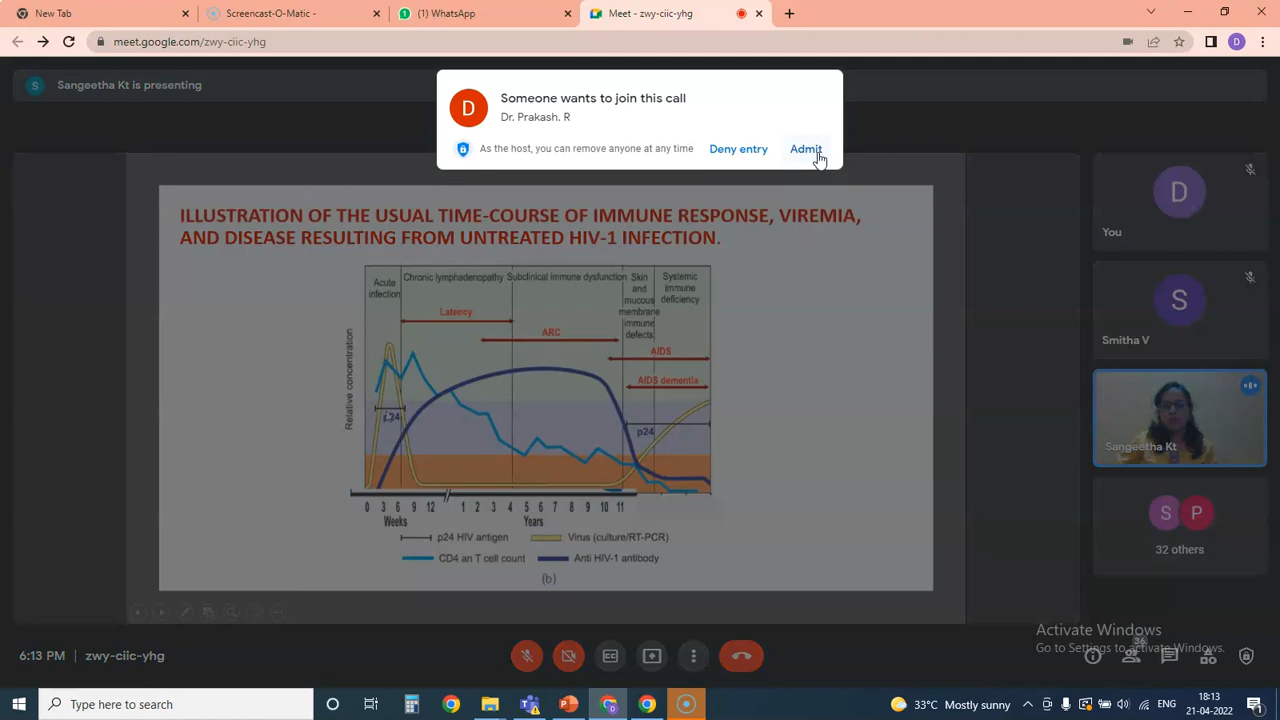 New Tab
Screencast-O-Matic
(1) WhatsApp
Meet - zwy-ciic-yhg
meet.google.com/zwy-ciic-yhg
D
S
Sangeetha Kt is presenting
D
Someone wants to join this call
Dr. Prakash. R
As the host, you can remove anyone at any time
Deny entry
Admit
ILLUSTRATION OF THE USUAL TIME-COURSE OF IMMUNE RESPONSE, VIREMIA,
AND DISEASE RESULTING FROM UNTREATED HIV-1 INFECTION.
Acute
infection
Chronic lymphadenopathy
Subclinical immune dysfunction
Skin
and
mucous
membrane
immune
defects
Systemic
immune
deficiency
Latency
ARC
AIDS
AIDS dementia
Relative concentration
p24
p24
0 3 6 9 12 1 2 4 5 6 7 8 9 10 11
Weeks
Years
p24 HIV antigen
Virus (culture/RT-PCR)
CD4 an T cell count
Anti HIV-1 antibody
(b)
D
You
S
Smitha V
Sangeetha Kt
S P
32 others
Activate Windows
Go to Settings to activate Windows.
6:13 PM
zwy-ciic-yhg
36
Type here to search
33°C Mostly sunny
ENG
18:13
21-04-2022